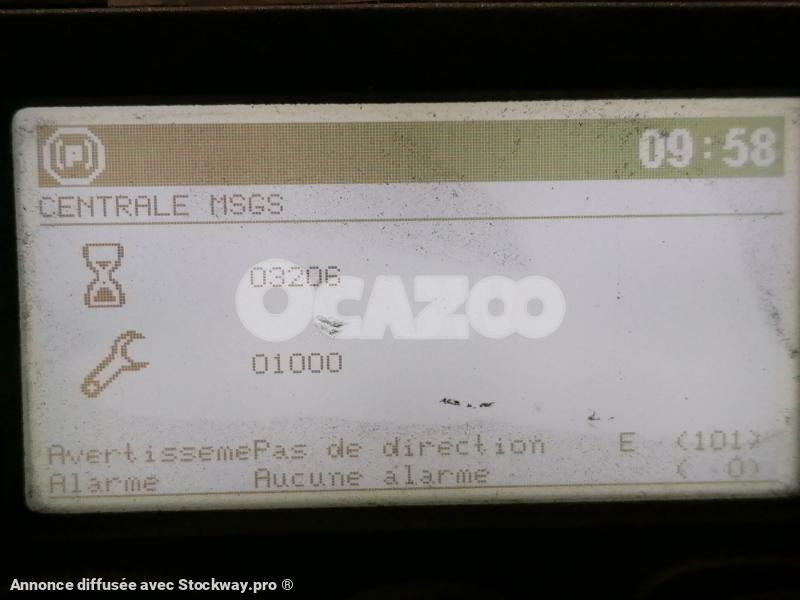 (P)
09:58
CENTRALE MSGS
03206
OCAZOO
01000
AvertissemePas de direction E (101)
Alarme Aucune alarme ( 0)
Annonce diffusée avec Stockway.pro ®